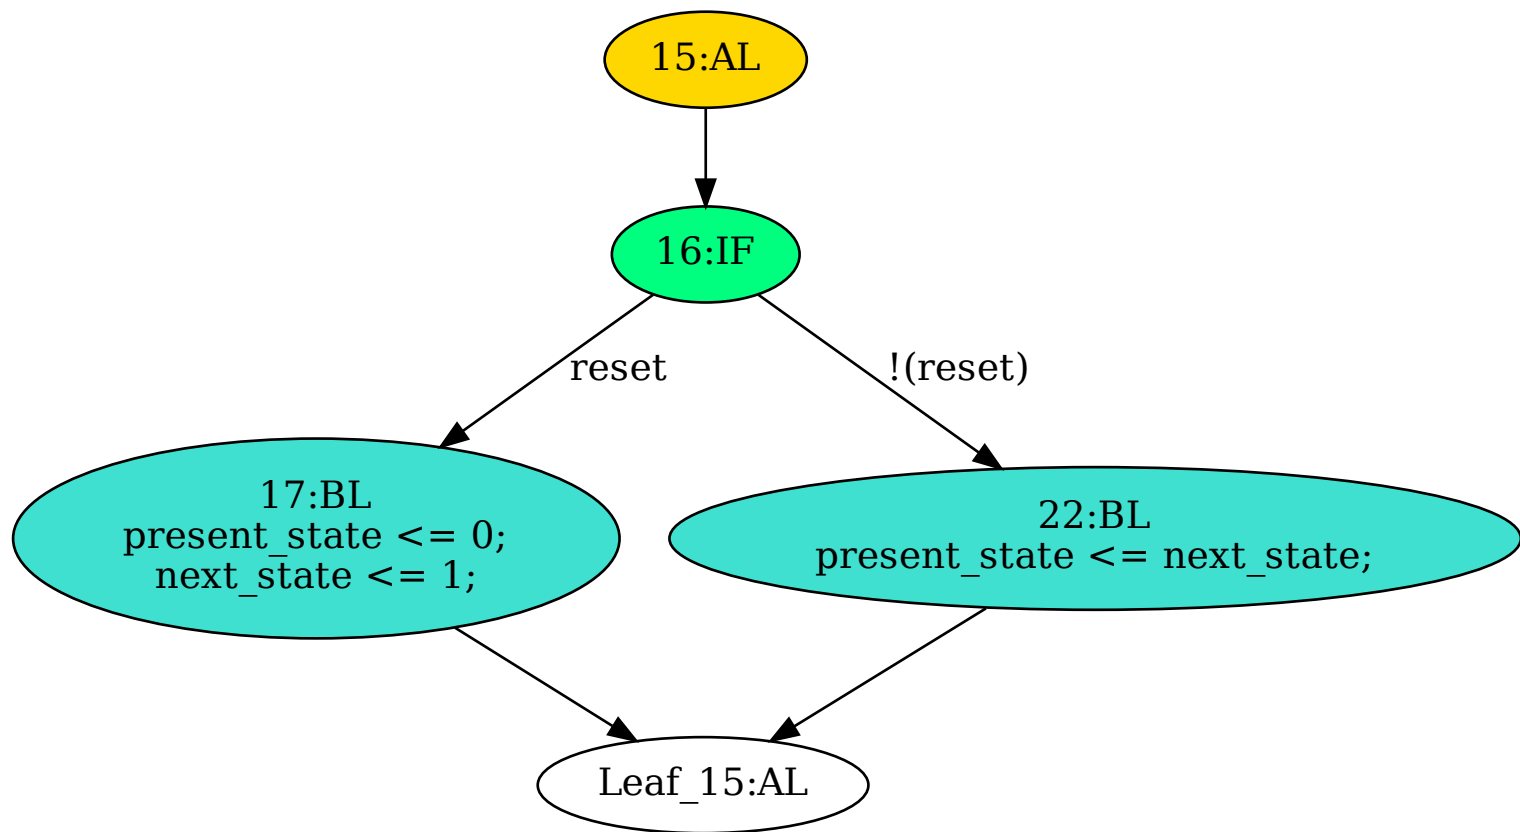 15:AL
16:IF
reset
!(reset)
17:BL
present_state <= 0;
next_state <= 1;
22:BL
present_state <= next_state;
Leaf_15:AL